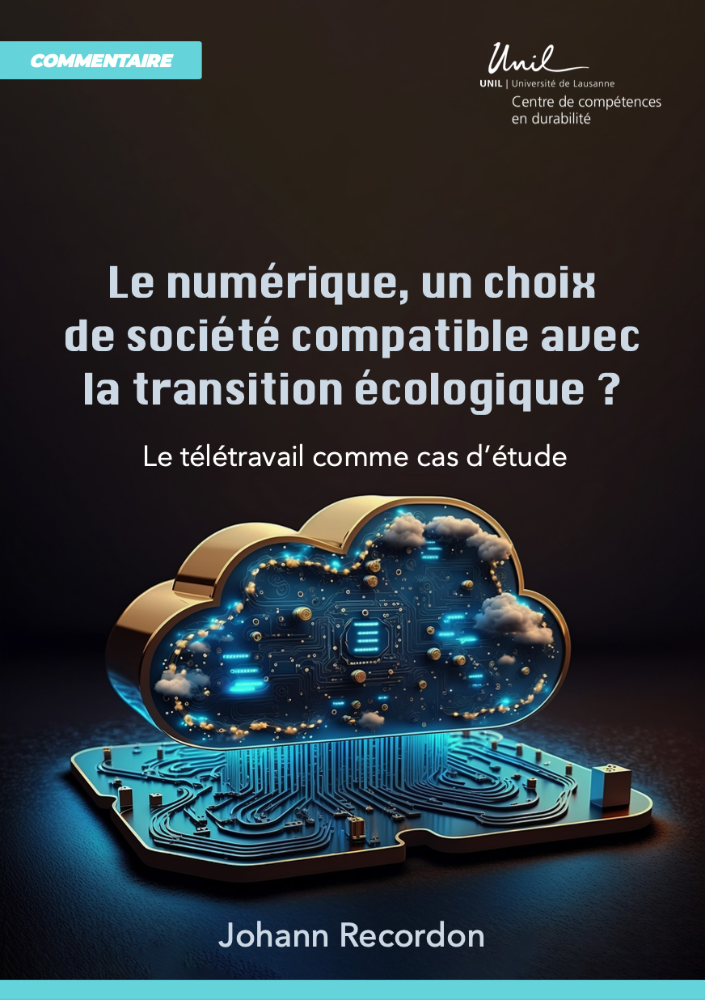 COMMENTAIRE
Unil
UNIL | Université de Lausanne
Centre de compétences
en durabilité
Le numérique, un choix
de société compatible avec
la transition écologique ?
Le télétravail comme cas d’étude
Johann Recordon